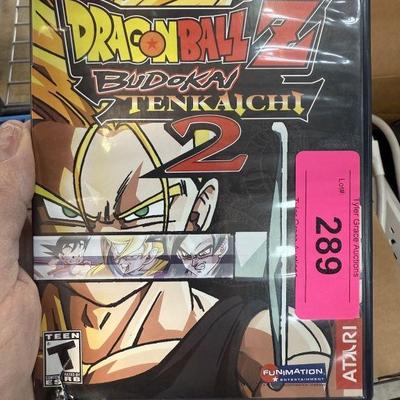 DRAGON BALL Z
BUDOKAI
TENKAICHI
2
Lot#
289
Tyler Grace Auctions
TEEN
T
ESRB
FUNIMATION
ENTERTAINMENT
ATARI